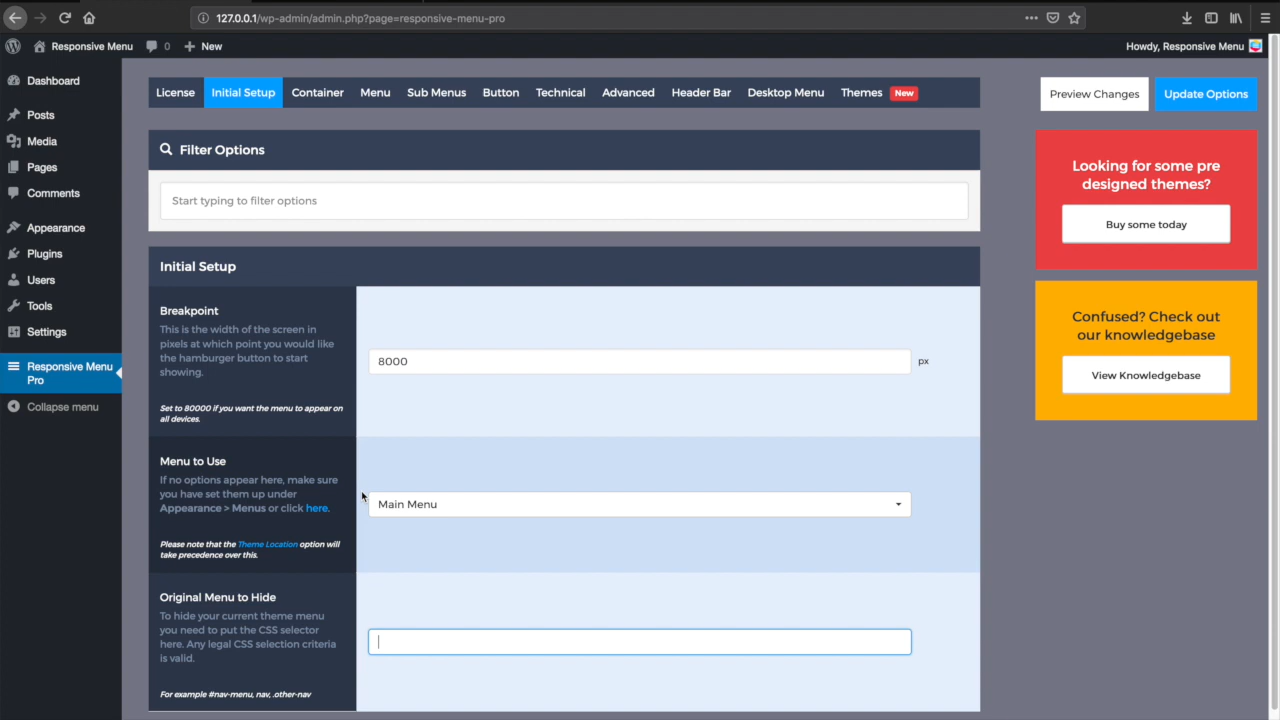 127.0.0.1/wp-admin/admin.php?page=responsive-menu-pro
Responsive Menu 0 New Howdy, Responsive Menu
Dashboard
Posts
Media
Pages
Comments
Appearance
Plugins
Users
Tools
Settings
Responsive Menu
Pro
Collapse menu
License Initial Setup Container Menu Sub Menus Button Technical Advanced Header Bar Desktop Menu Themes New
Preview Changes Update Options
Filter Options
Start typing to filter options
Initial Setup
Breakpoint
This is the width of the screen in
pixels at which point you would like
the hamburger button to start
showing.
Set to 80000 if you want the menu to appear on
all devices.
8000 px
Menu to Use
If no options appear here, make sure
you have set them up under
Appearance > Menus or click here.
Please note that the Theme Location option will
take precedence over this.
Main Menu
Original Menu to Hide
To hide your current theme menu
you need to put the CSS selector
here. Any legal CSS selection criteria
is valid.
For example #nav-menu, nav, .other-nav
Looking for some pre
designed themes?
Buy some today
Confused? Check out
our knowledgebase
View Knowledgebase